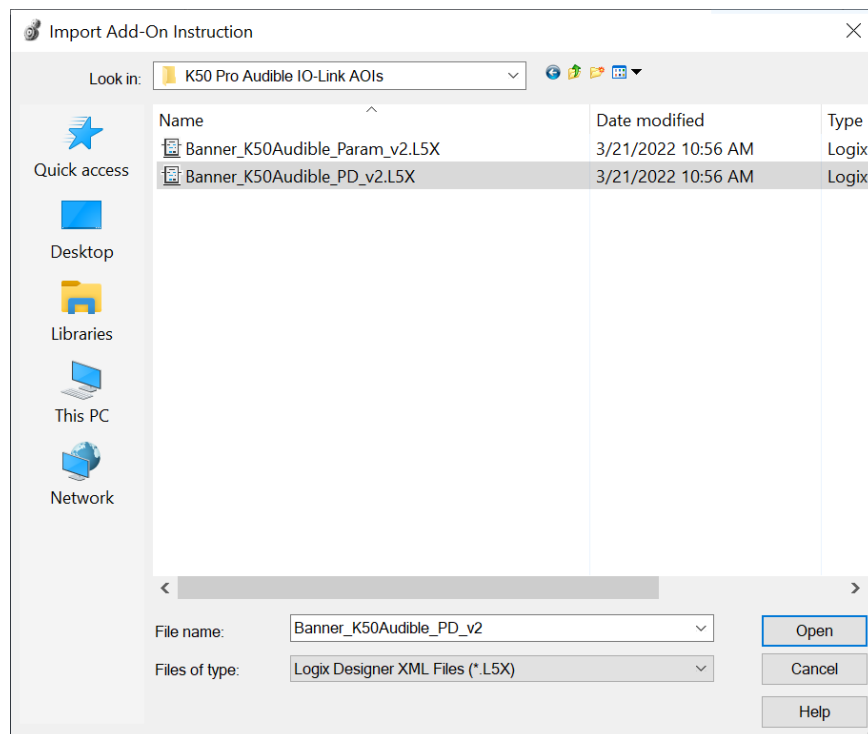 Import Add-On Instruction
Look in: K50 Pro Audible IO-Link AOIs
Name Date modified Type
Banner_K50Audible_Param_v2.L5X 3/21/2022 10:56 AM Logix
Banner_K50Audible_PD_v2.L5X 3/21/2022 10:56 AM Logix
Quick access
Desktop
Libraries
This PC
Network
File name: Banner_K50Audible_PD_v2 Open
Files of type: Logix Designer XML Files (*.L5X) Cancel
Help